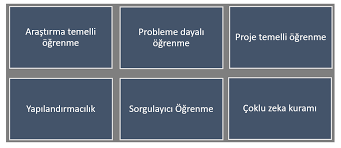 Araştırma temelli
öğrenme
Probleme dayalı
öğrenme
Proje temelli öğrenme
Yapılandırmacılık
Sorgulayıcı Öğrenme
Çoklu zeka kuramı